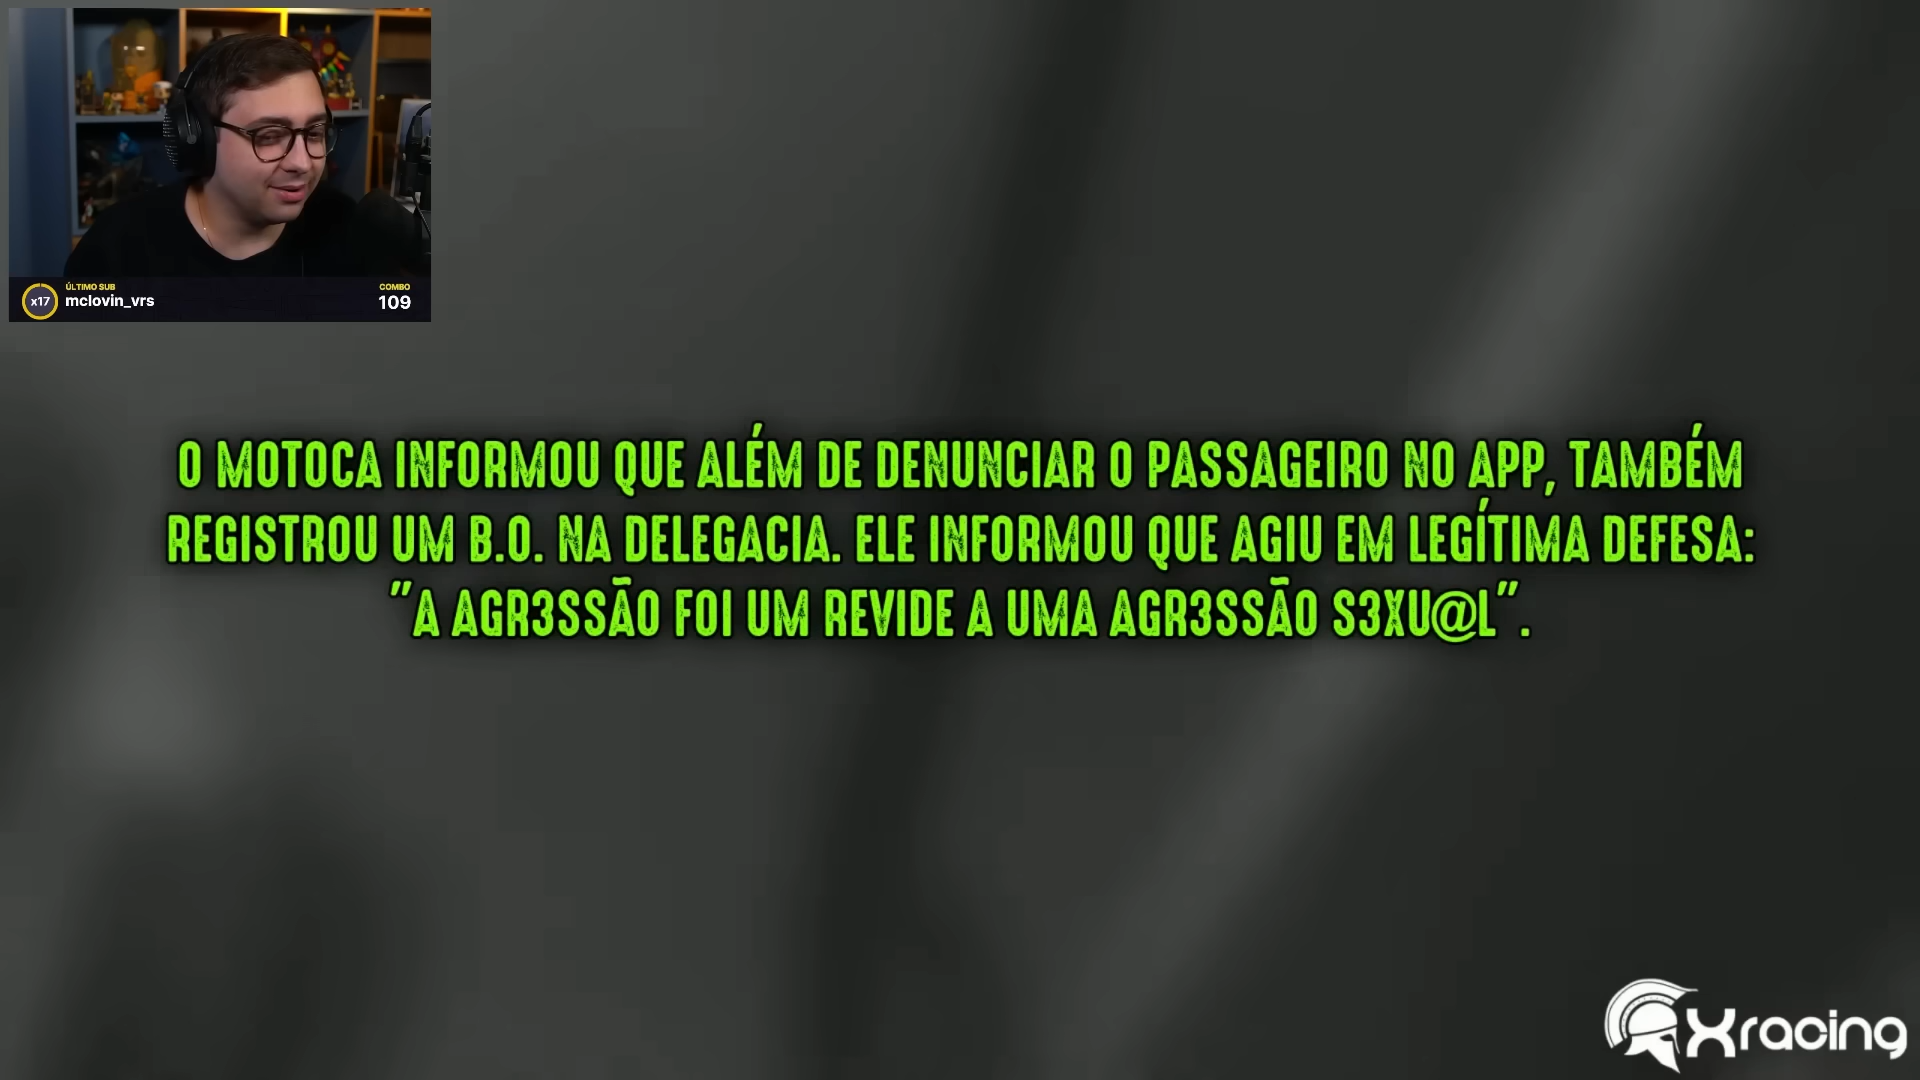 ÚLTIMO SUB
x17
mclovin_vrs
COMBO
109
O MOTOCA INFORMOU QUE ALÉM DE DENUNCIAR O PASSAGEIRO NO APP, TAMBÉM
REGISTROU UM B.O. NA DELEGACIA. ELE INFORMOU QUE AGIU EM LEGÍTIMA DEFESA:
"A AGR3SSÃO FOI UM REVIDE A UMA AGR3SSÃO S3XU@L".
Xracing